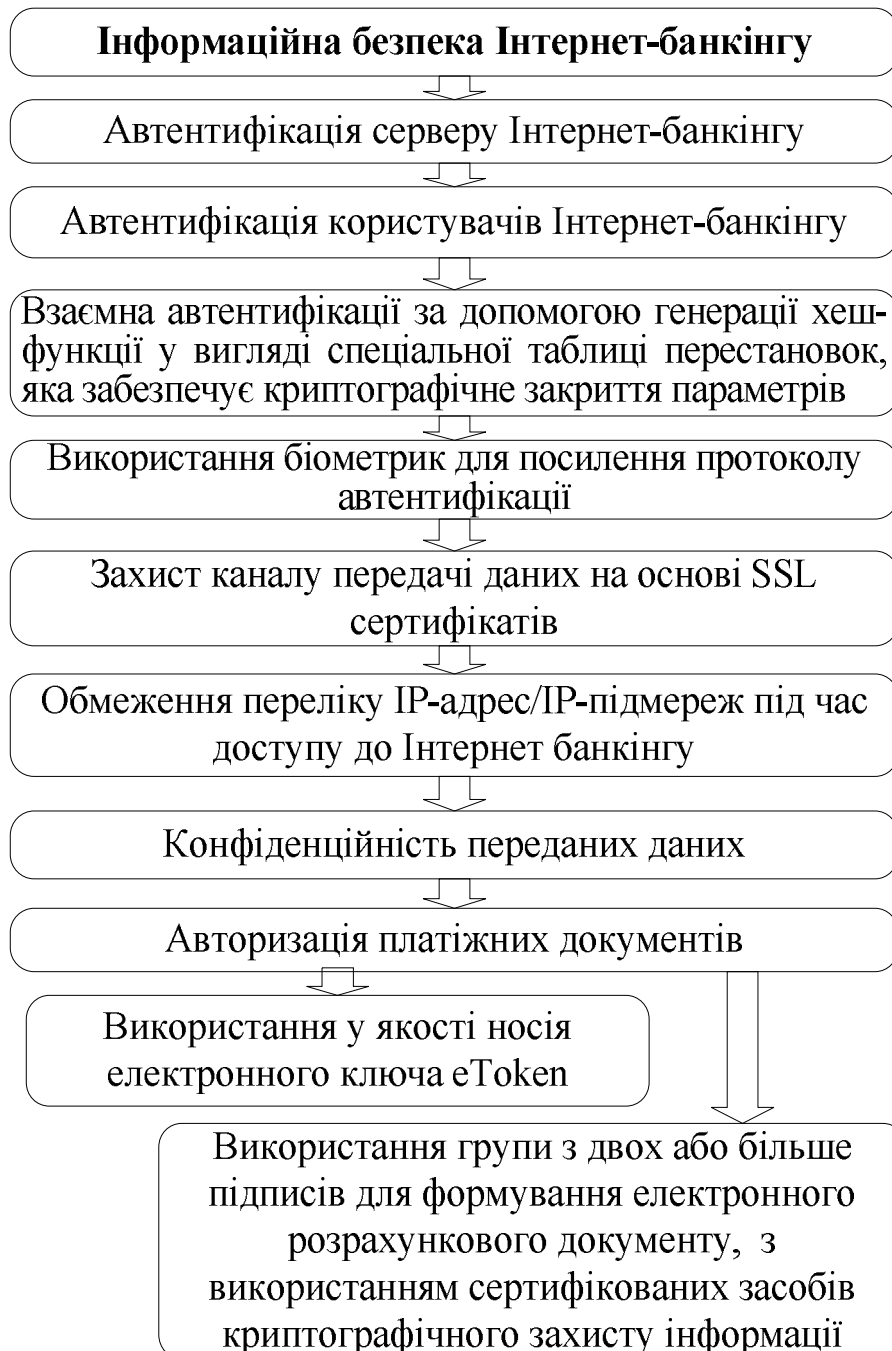 Інформаційна безпека Інтернет-банкінгу
Автентифікація серверу Інтернет-банкінгу
Автентифікація користувачів Інтернет-банкінгу
Взаємна автентифікації за допомогою генерації хеш-
функції у вигляді спеціальної таблиці перестановок,
яка забезпечує криптографічне закриття параметрів
Використання біометрик для посилення протоколу
автентифікації
Захист каналу передачі даних на основі SSL
сертифікатів
Обмеження переліку IP-адрес/IP-підмереж під час
доступу до Інтернет банкінгу
Конфіденційність переданих даних
Авторизація платіжних документів
Використання у якості носія
електронного ключа eToken
Використання групи з двох або більше
підписів для формування електронного
розрахункового документу, з
використанням сертифікованих засобів
криптографічного захисту інформації